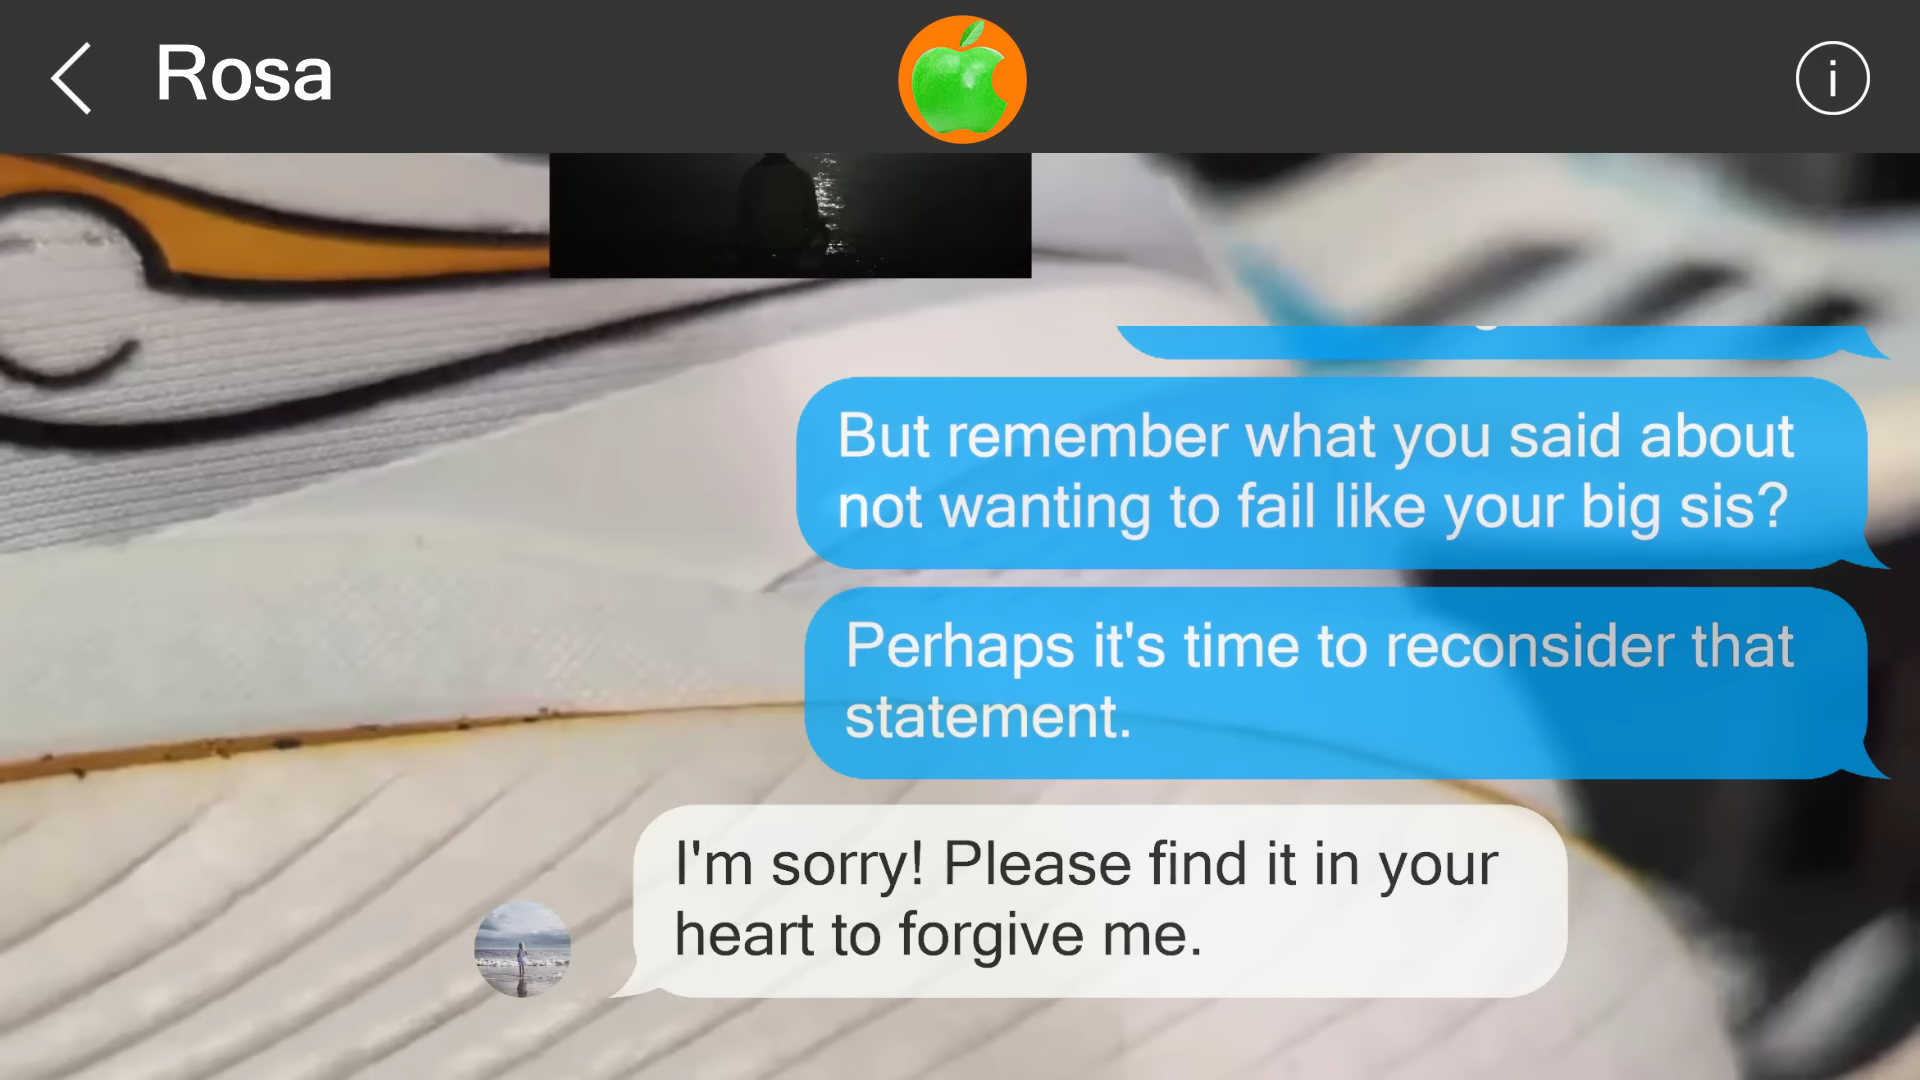 Rosa
But remember what you said about
not wanting to fail like your big sis?
Perhaps it's time to reconsider that
statement.
I'm sorry! Please find it in your
heart to forgive me.